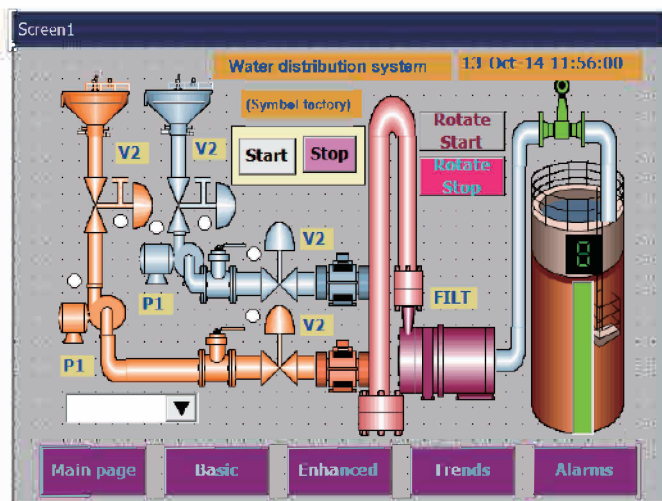 Screen1
Water distribution system
13-Oct-14 11:56:00
(Symbol factory)
V2
V2
Start
Stop
Rotate
Start
Rotate
Stop
8
V2
P1
FILT
V2
P1
Main page
Basic
Enhanced
Trends
Alarms